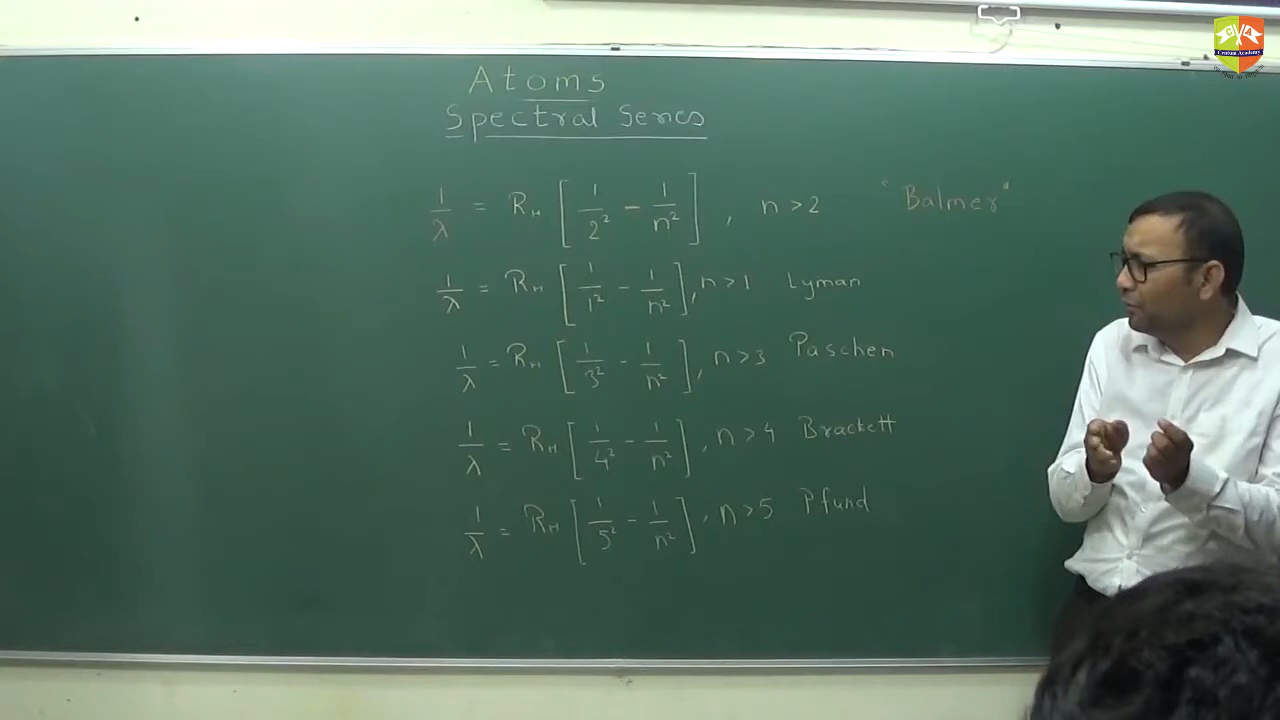 Atoms
Spectral Series
1/λ = R_H [1/2² − 1/n²] , n>2 "Balmer"
1/λ = R_H [1/1² − 1/n²], n>1 Lyman
1/λ = R_H [1/3² − 1/n²], n>3 Paschen
1/λ = R_H [1/4² − 1/n²], n>4 Brackett
1/λ = R_H [1/5² − 1/n²], n>5 Pfund
Centum Academy